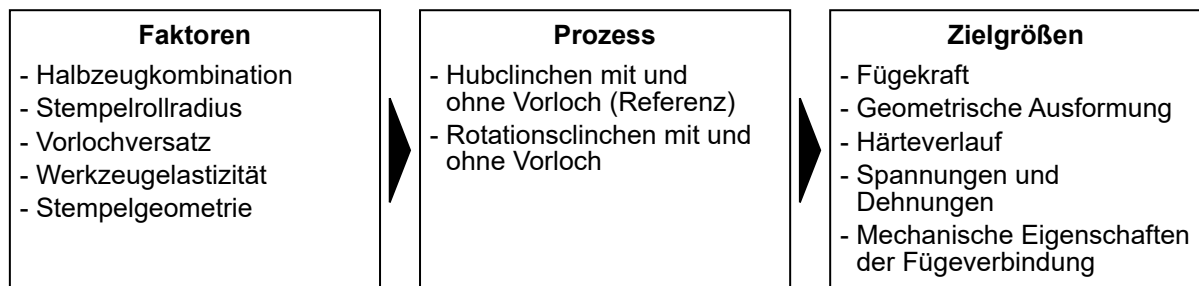 Faktoren
- Halbzeugkombination
- Stempelrollradius
- Vorlochversatz
- Werkzeugelastizität
- Stempelgeometrie
Prozess
- Hubclinchen mit und
ohne Vorloch (Referenz)
- Rotationsclinchen mit und
ohne Vorloch
Zielgrößen
- Fügekraft
- Geometrische Ausformung
- Härteverlauf
- Spannungen und
Dehnungen
- Mechanische Eigenschaften
der Fügeverbindung